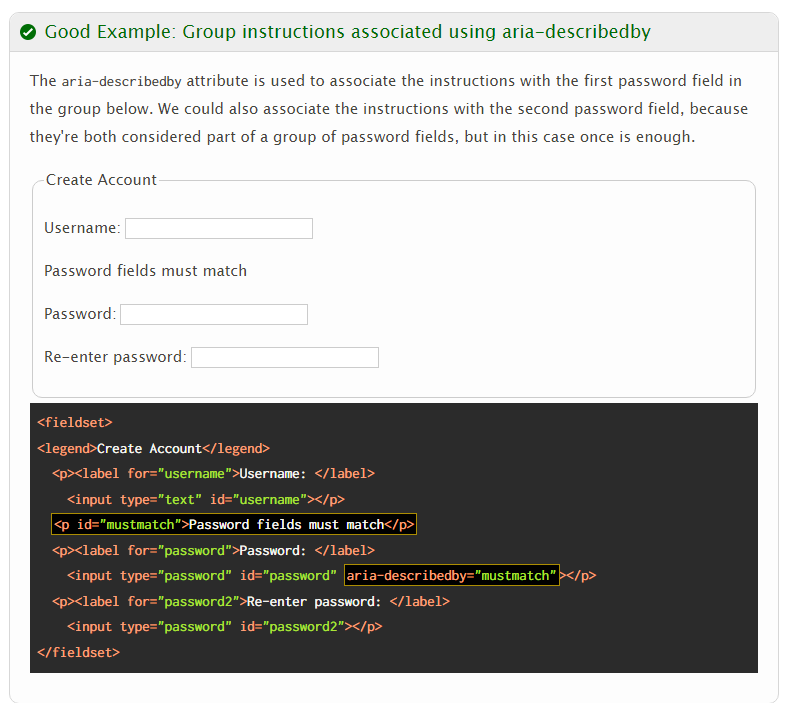 Good Example: Group instructions associated using aria-describedby
The aria-describedby attribute is used to associate the instructions with the first password field in
the group below. We could also associate the instructions with the second password field, because
they're both considered part of a group of password fields, but in this case once is enough.
Create Account
Username:
Password fields must match
Password:
Re-enter password:
<fieldset>
<legend>Create Account</legend>
<p><label for="username">Username: </label>
<input type="text" id="username"></p>
<p id="mustmatch">Password fields must match</p>
<p><label for="password">Password: </label>
<input type="password" id="password" aria-describedby="mustmatch"></p>
<p><label for="password2">Re-enter password: </label>
<input type="password" id="password2"></p>
</fieldset>